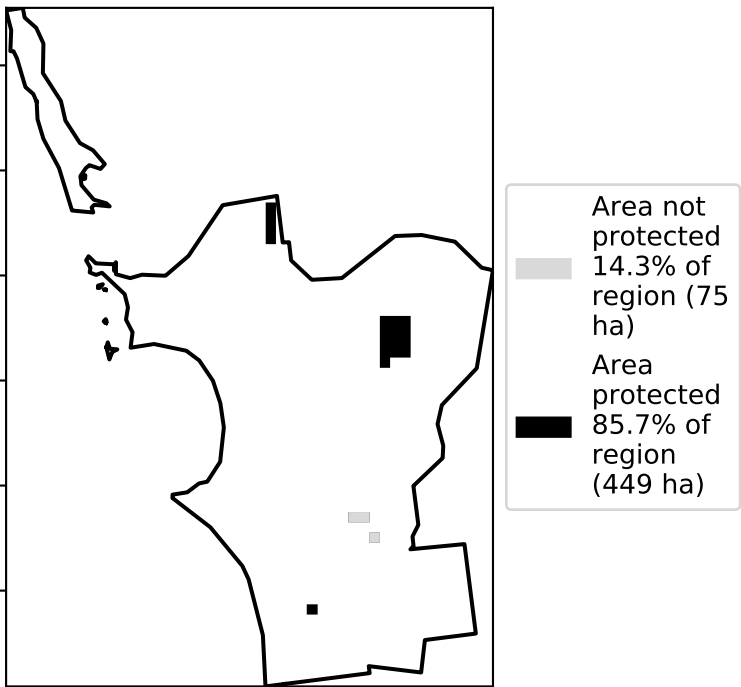 Area not
protected
14.3% of
region (75
ha)
Area
protected
85.7% of
region
(449 ha)